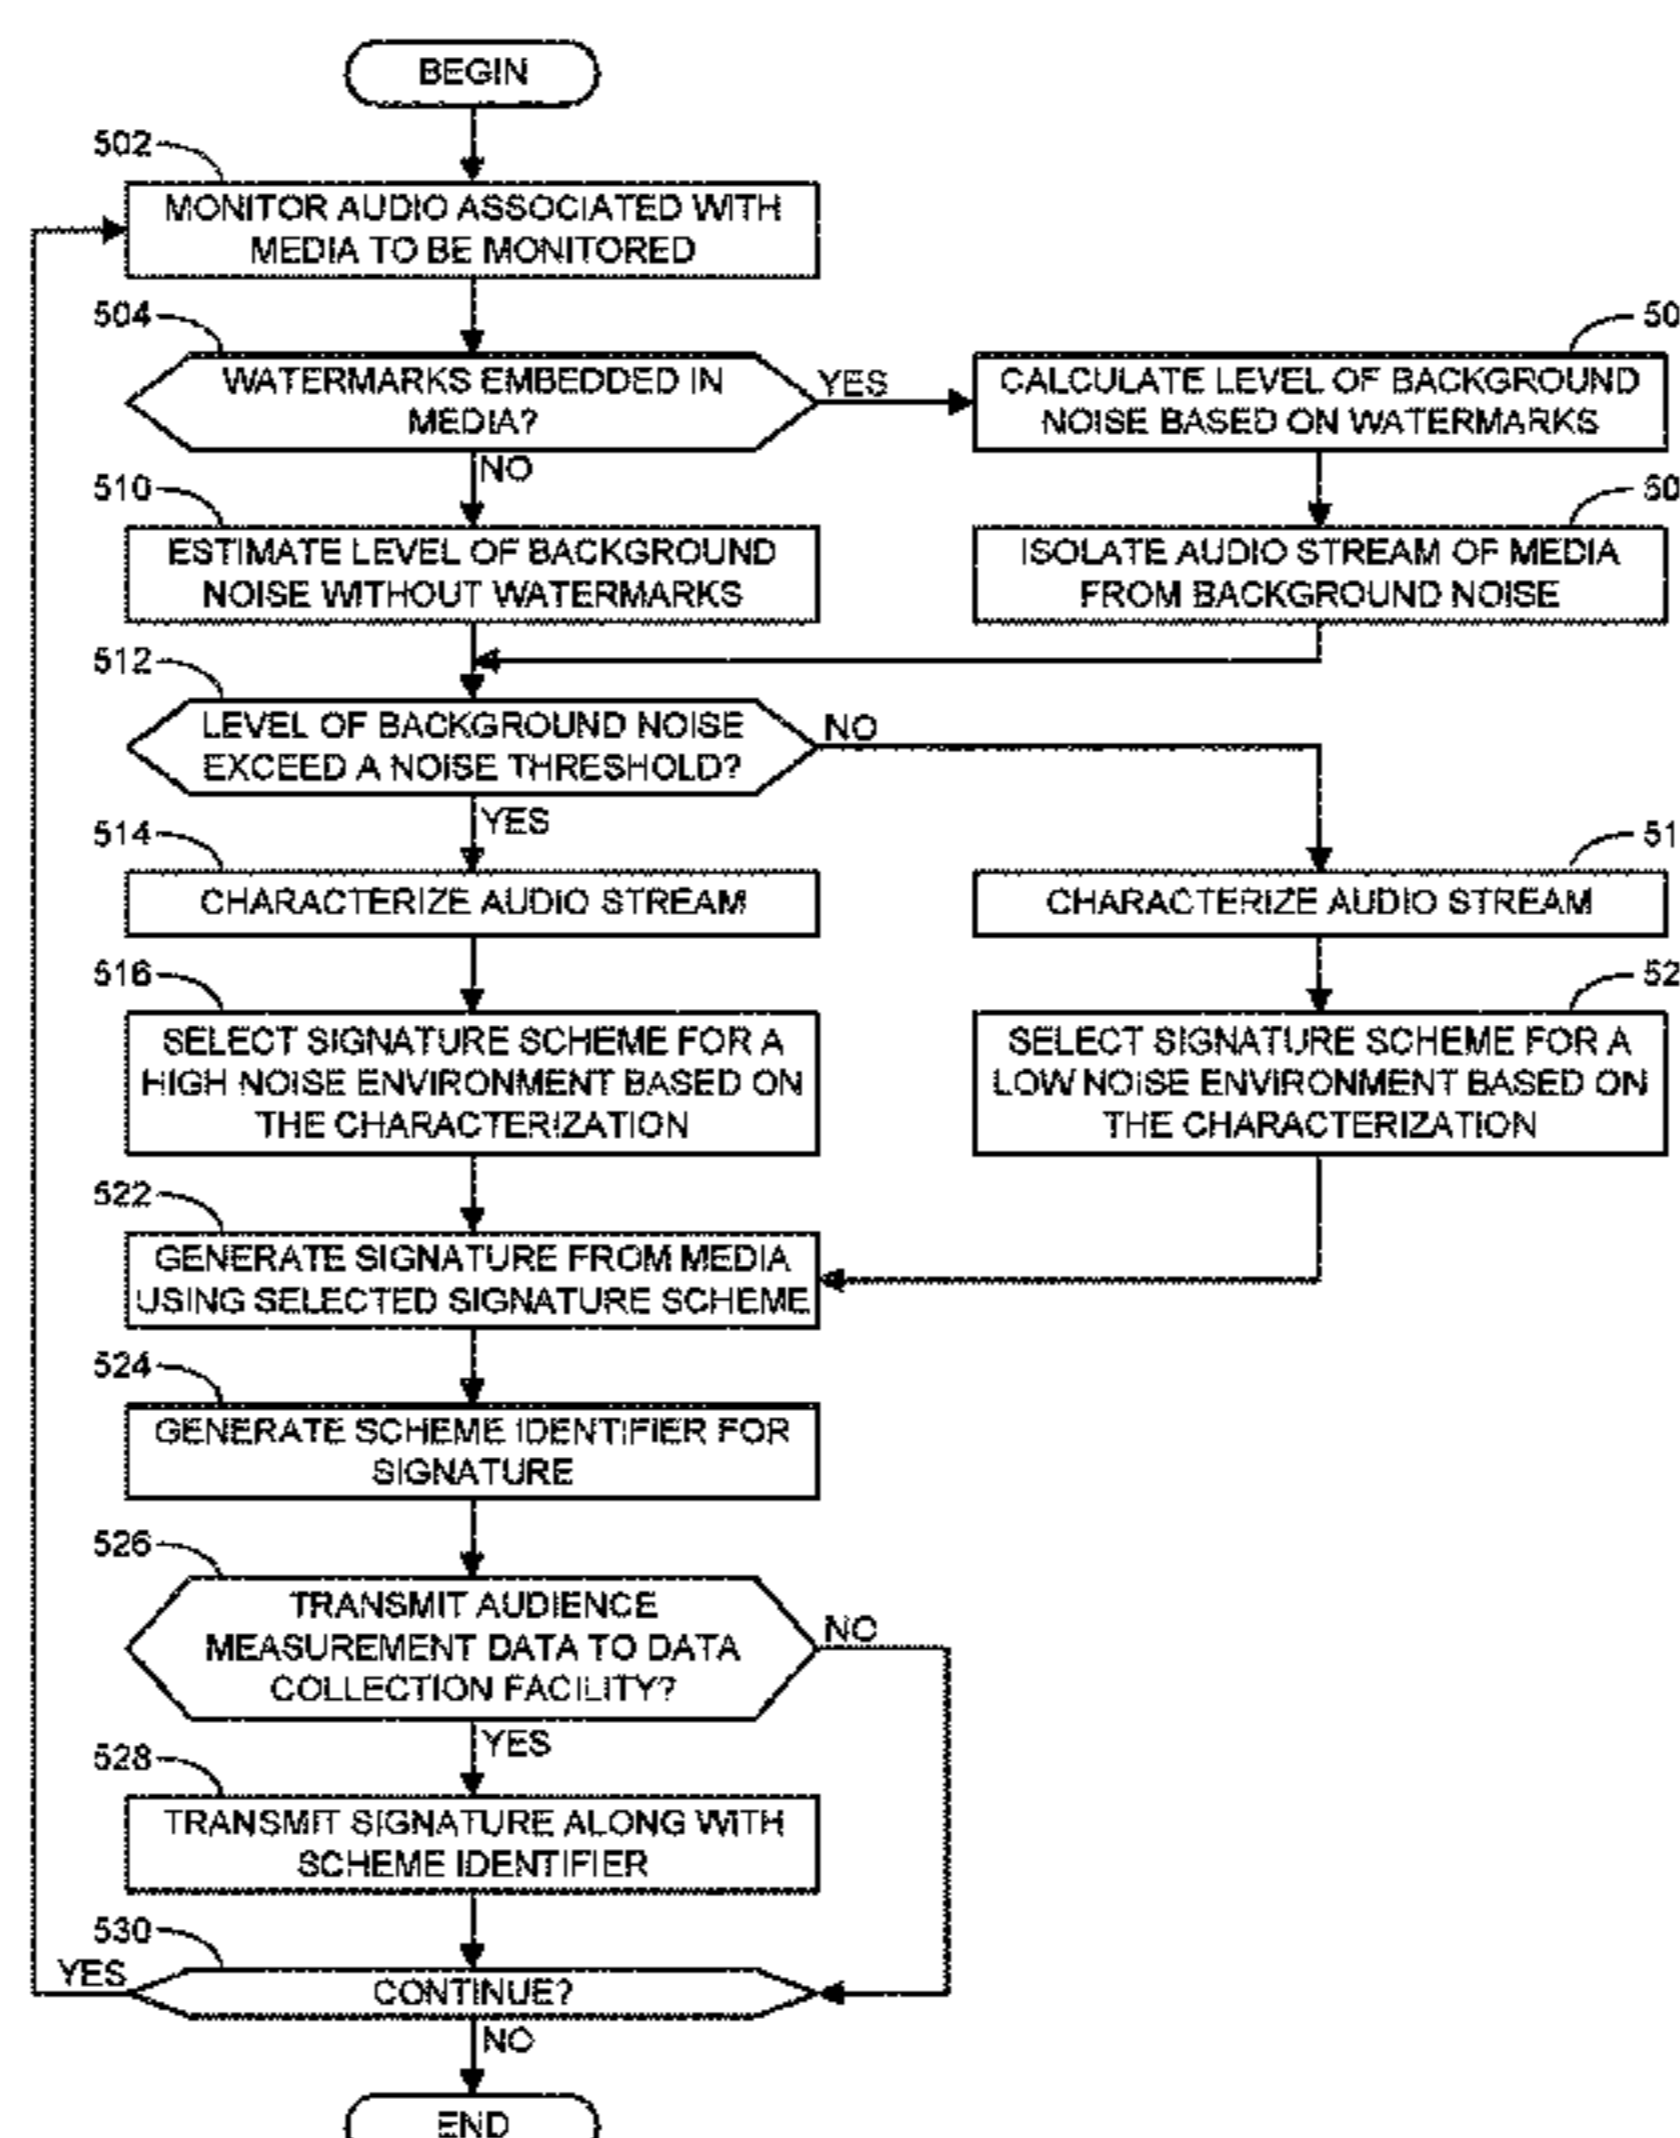 BEGIN
502
MONITOR AUDIO ASSOCIATED WITH
MEDIA TO BE MONITORED
504
WATERMARKS EMBEDDED IN
MEDIA?
YES
50
CALCULATE LEVEL OF BACKGROUND
NOISE BASED ON WATERMARKS
NO
510
ESTIMATE LEVEL OF BACKGROUND
NOISE WITHOUT WATERMARKS
60
ISOLATE AUDIO STREAM OF MEDIA
FROM BACKGROUND NOISE
512
LEVEL OF BACKGROUND NOISE
EXCEED A NOISE THRESHOLD?
NO
YES
514
CHARACTERIZE AUDIO STREAM
51
CHARACTERIZE AUDIO STREAM
516
SELECT SIGNATURE SCHEME FOR A
HIGH NOISE ENVIRONMENT BASED ON
THE CHARACTERIZATION
52
SELECT SIGNATURE SCHEME FOR A
LOW NOISE ENVIRONMENT BASED ON
THE CHARACTERIZATION
522
GENERATE SIGNATURE FROM MEDIA
USING SELECTED SIGNATURE SCHEME
524
GENERATE SCHEME IDENTIFIER FOR
SIGNATURE
526
TRANSMIT AUDIENCE
MEASUREMENT DATA TO DATA
COLLECTION FACILITY?
NO
YES
528
TRANSMIT SIGNATURE ALONG WITH
SCHEME IDENTIFIER
530
YES
CONTINUE?
NO
END